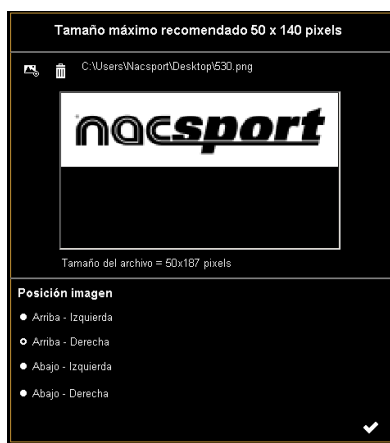 Tamaño máximo recomendado 50 x 140 pixels
C:\Users\Nacsport\Desktop\530.png
nacsport
Tamaño del archivo = 50x187 pixels
Posición imagen
Arriba - Izquierda
Arriba - Derecha
Abajo - Izquierda
Abajo - Derecha